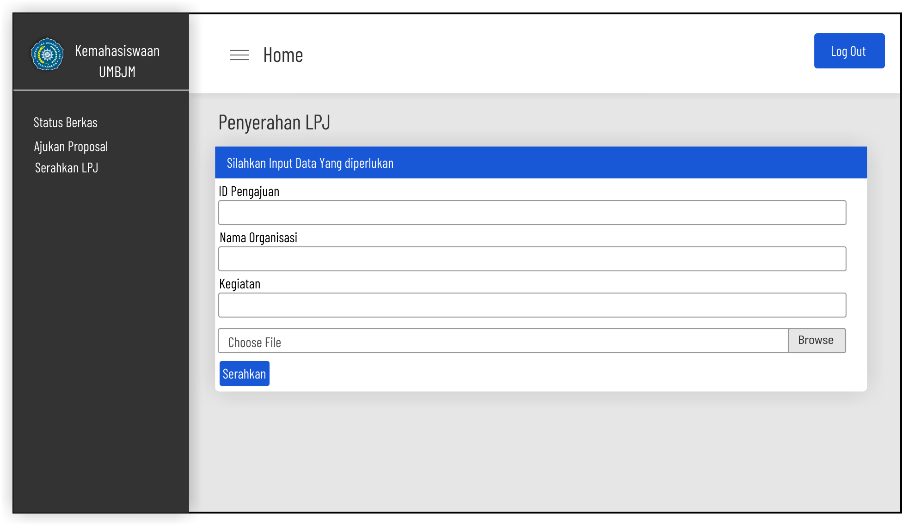 Kemahasiswaan
UMBJM
Home
Log Out
Status Berkas
Ajukan Proposal
Serahkan LPJ
Penyerahan LPJ
Silahkan Input Data Yang diperlukan
ID Pengajuan
Nama Organisasi
Kegiatan
Choose File
Browse
Serahkan